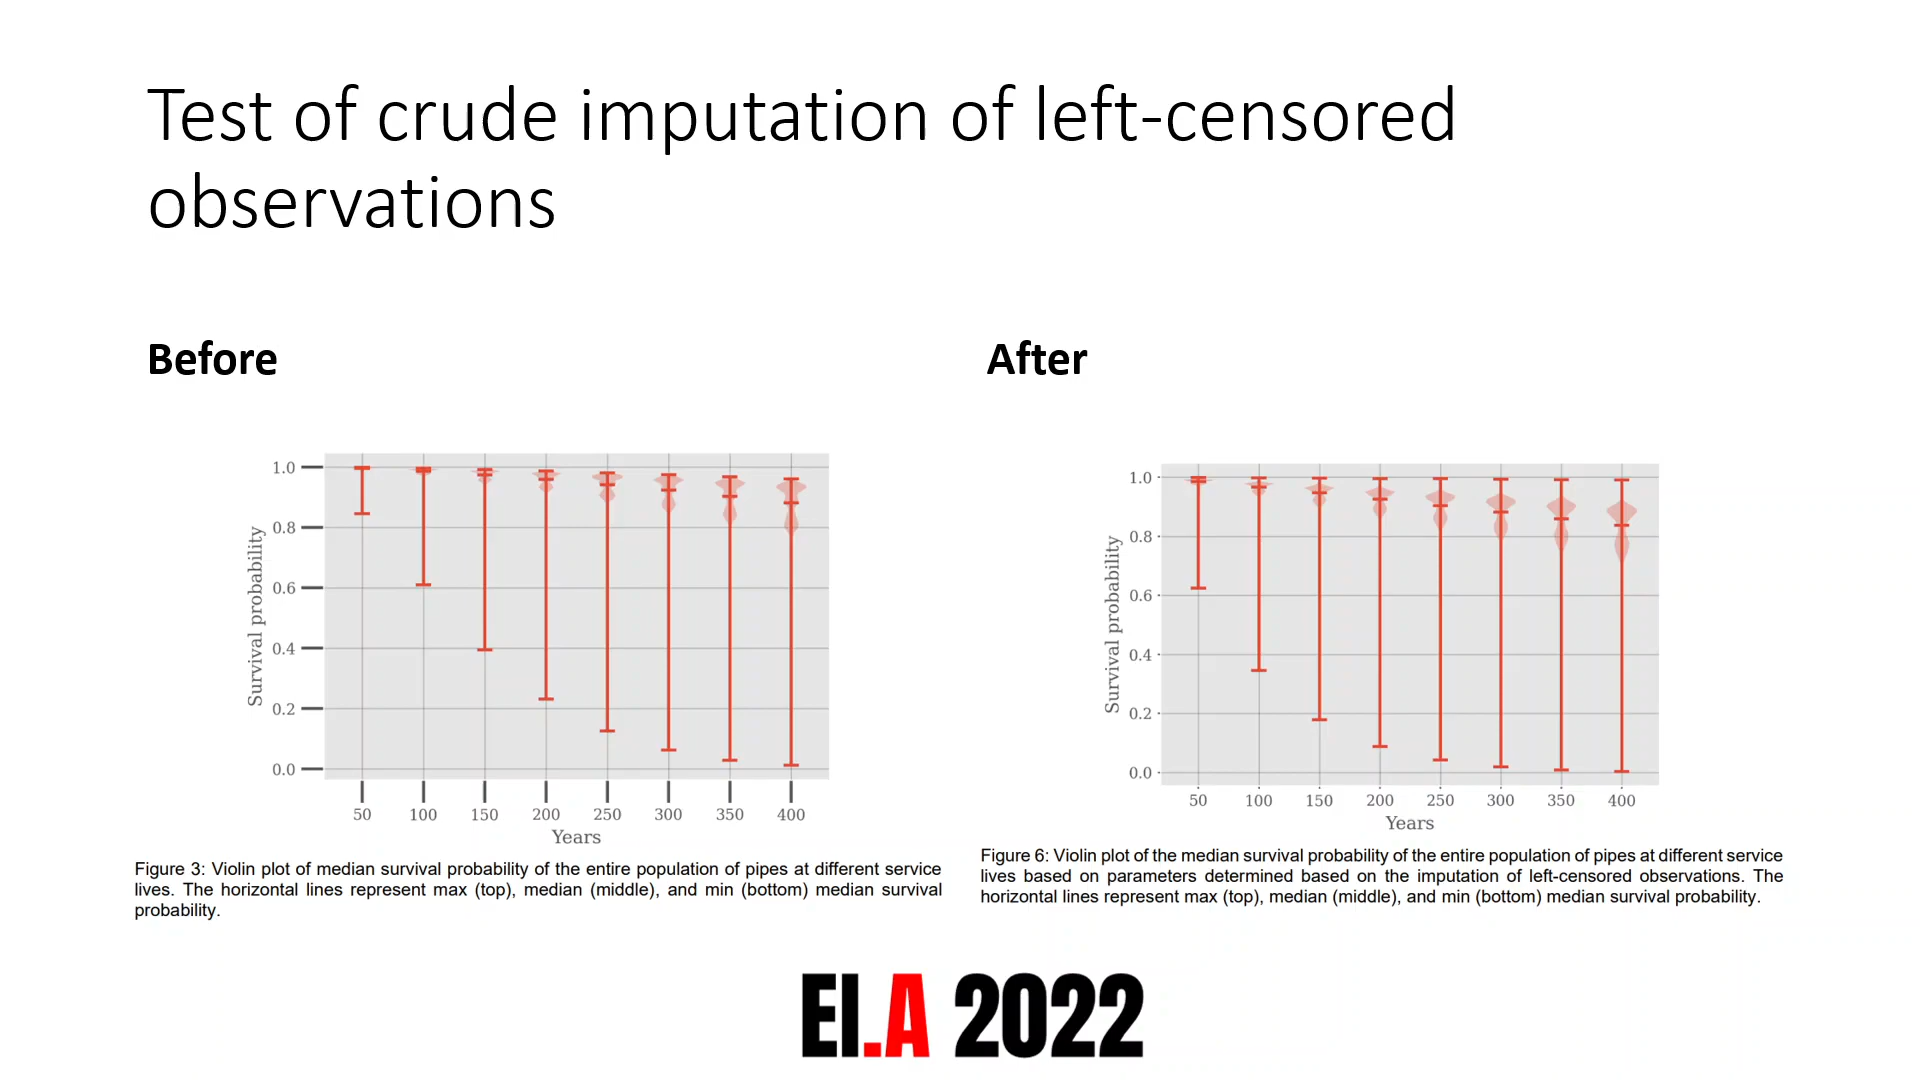 Test of crude imputation of left-censored
observations
Before
After
1.0
0.8
0.6
0.4
0.2
0.0
Survival probability
50 100 150 200 250 300 350 400
Years
Figure 3: Violin plot of median survival probability of the entire population of pipes at different service
lives. The horizontal lines represent max (top), median (middle), and min (bottom) median survival
probability.
1.0
0.8
0.6
0.4
0.2
0.0
Survival probability
50 100 150 200 250 300 350 400
Years
Figure 6: Violin plot of the median survival probability of the entire population of pipes at different service
lives based on parameters determined based on the imputation of left-censored observations. The
horizontal lines represent max (top), median (middle), and min (bottom) median survival probability.
EI.A 2022